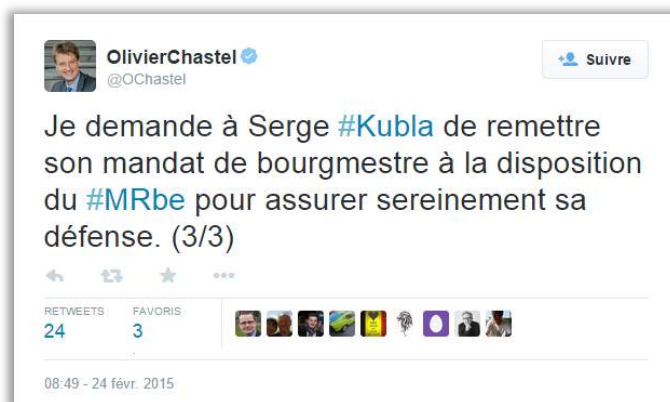 OlivierChastel
@OChastel
Suivre
Je demande à Serge #Kubla de remettre
son mandat de bourgmestre à la disposition
du #MRbe pour assurer sereinement sa
défense. (3/3)
RETWEETS FAVORIS
24 3
08:49 - 24 févr. 2015